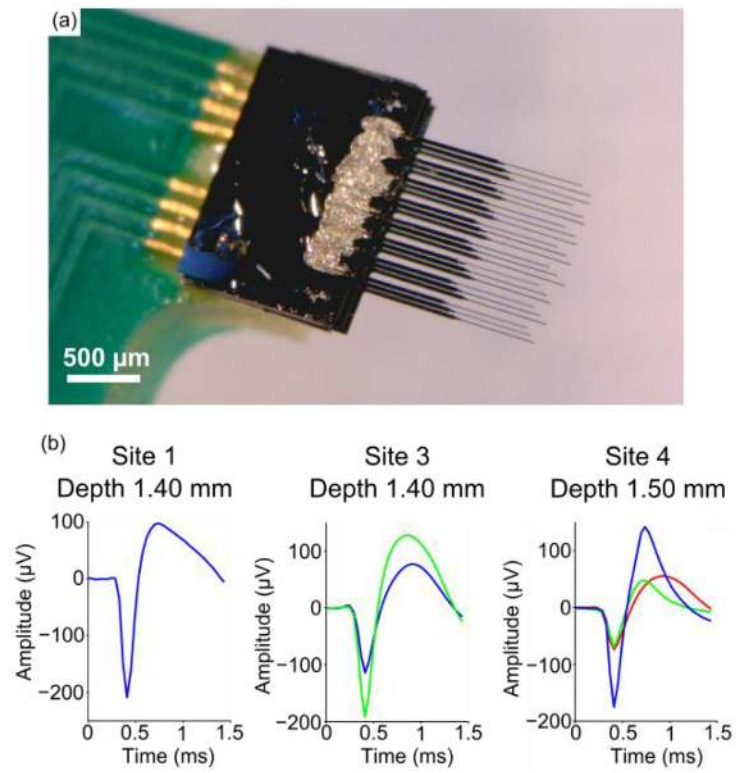 (a)
500 µm
(b)
Site 1
Depth 1.40 mm
Site 3
Depth 1.40 mm
Site 4
Depth 1.50 mm
Amplitude (µV)
100
0
−100
−200
0 0.5 1 1.5
Time (ms)
Amplitude (µV)
100
0
−100
−200
0 0.5 1 1.5
Time (ms)
Amplitude (µV)
100
0
−100
−200
0 0.5 1 1.5
Time (ms)